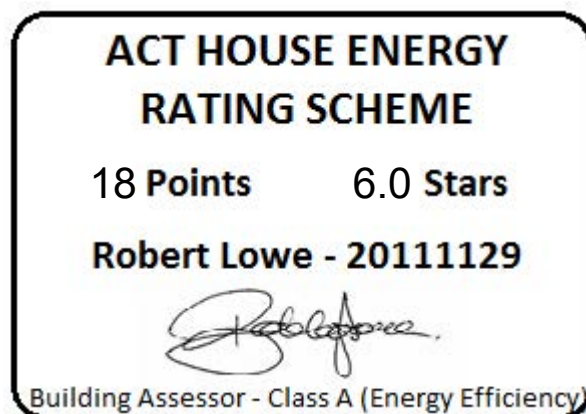 ACT HOUSE ENERGY
RATING SCHEME
18 Points 6.0 Stars
Robert Lowe - 20111129
Building Assessor - Class A (Energy Efficiency)